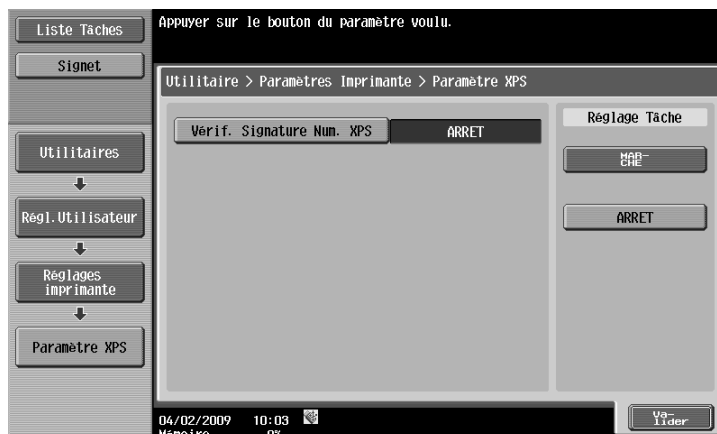 Liste Tâches
Signet
Appuyer sur le bouton du paramètre voulu.
Utilitaire > Paramètres Imprimante > Paramètre XPS
Utilitaires
Régl.Utilisateur
Réglages
imprimante
Paramètre XPS
Vérif. Signature Num. XPS
ARRET
Réglage Tâche
MAR-
CHE
ARRET
04/02/2009 10:03
Mémoire 0%
Va-
lider